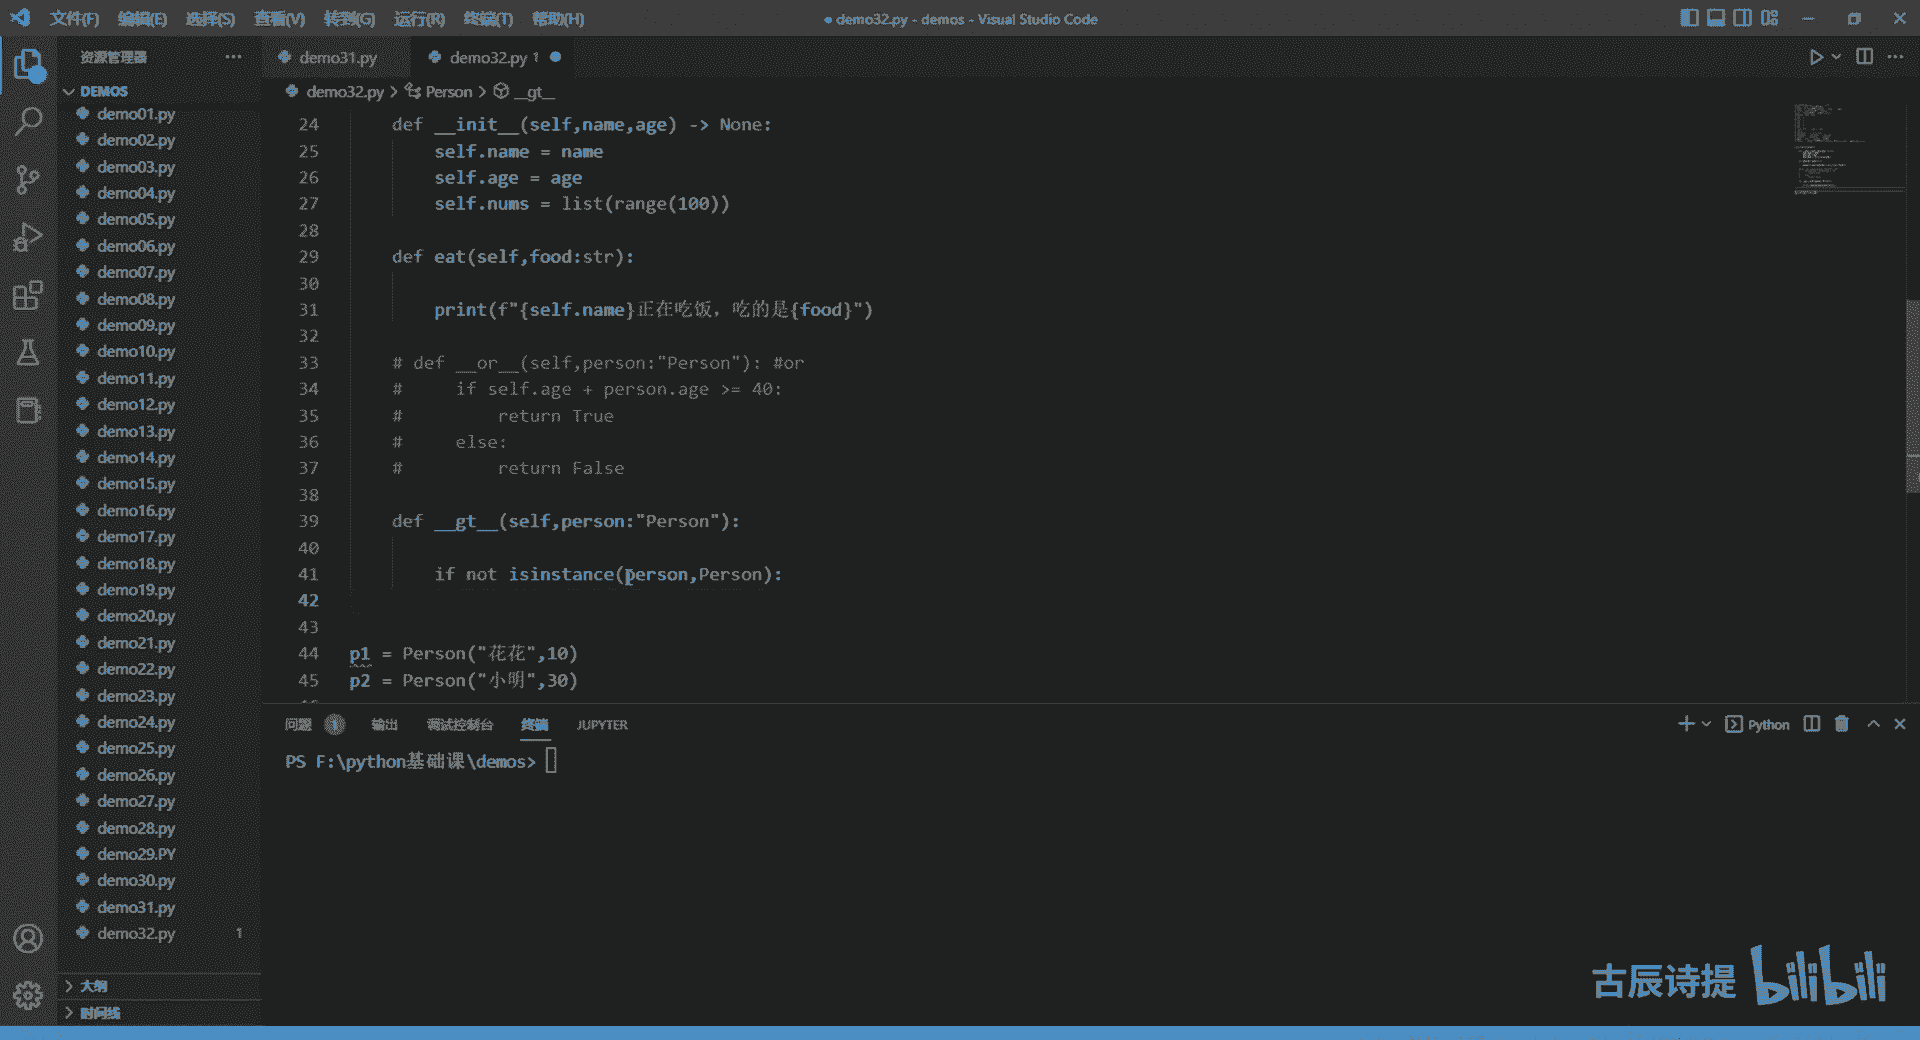 文件(F) 编辑(E) 选择(S) 查看(V) 转到(G) 运行(R) 终端(T) 帮助(H)
● demo32.py - demos - Visual Studio Code
资源管理器 ···
demo31.py
demo32.py 1 ●
DEMOS
demo32.py > Person > __gt__
demo01.py
demo02.py
demo03.py
demo04.py
demo05.py
demo06.py
demo07.py
demo08.py
demo09.py
demo10.py
demo11.py
demo12.py
demo13.py
demo14.py
demo15.py
demo16.py
demo17.py
demo18.py
demo19.py
demo20.py
demo21.py
demo22.py
demo23.py
demo24.py
demo25.py
demo26.py
demo27.py
demo28.py
demo29.PY
demo30.py
demo31.py
demo32.py 1
大纲
时间线
24 def __init__(self,name,age) -> None:
25 self.name = name
26 self.age = age
27 self.nums = list(range(100))
28
29 def eat(self,food:str):
30
31 print(f"{self.name}正在吃饭，吃的是{food}")
32
33 # def __or__(self,person:"Person"): #or
34 # if self.age + person.age >= 40:
35 # return True
36 # else:
37 # return False
38
39 def __gt__(self,person:"Person"):
40
41 if not isinstance(person,Person):
42
43
44 p1 = Person("花花",10)
45 p2 = Person("小明",30)
问题 1 输出 调试控制台 终端 JUPYTER
Python
PS F:\python基础课\demos>
古辰诗提 bilibili